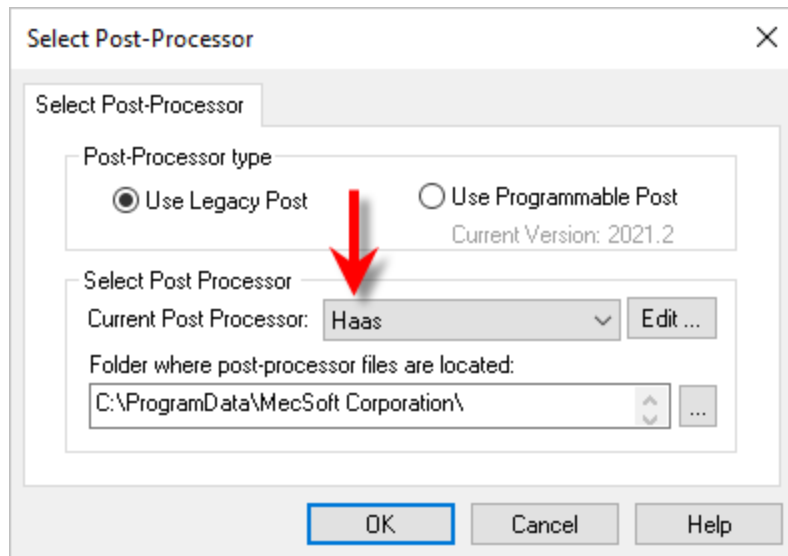 Select Post-Processor
Select Post-Processor
Post-Processor type
Use Legacy Post
Use Programmable Post
Current Version: 2021.2
Select Post Processor
Current Post Processor: Haas Edit ...
Folder where post-processor files are located:
C:\ProgramData\MecSoft Corporation\ ...
OK Cancel Help